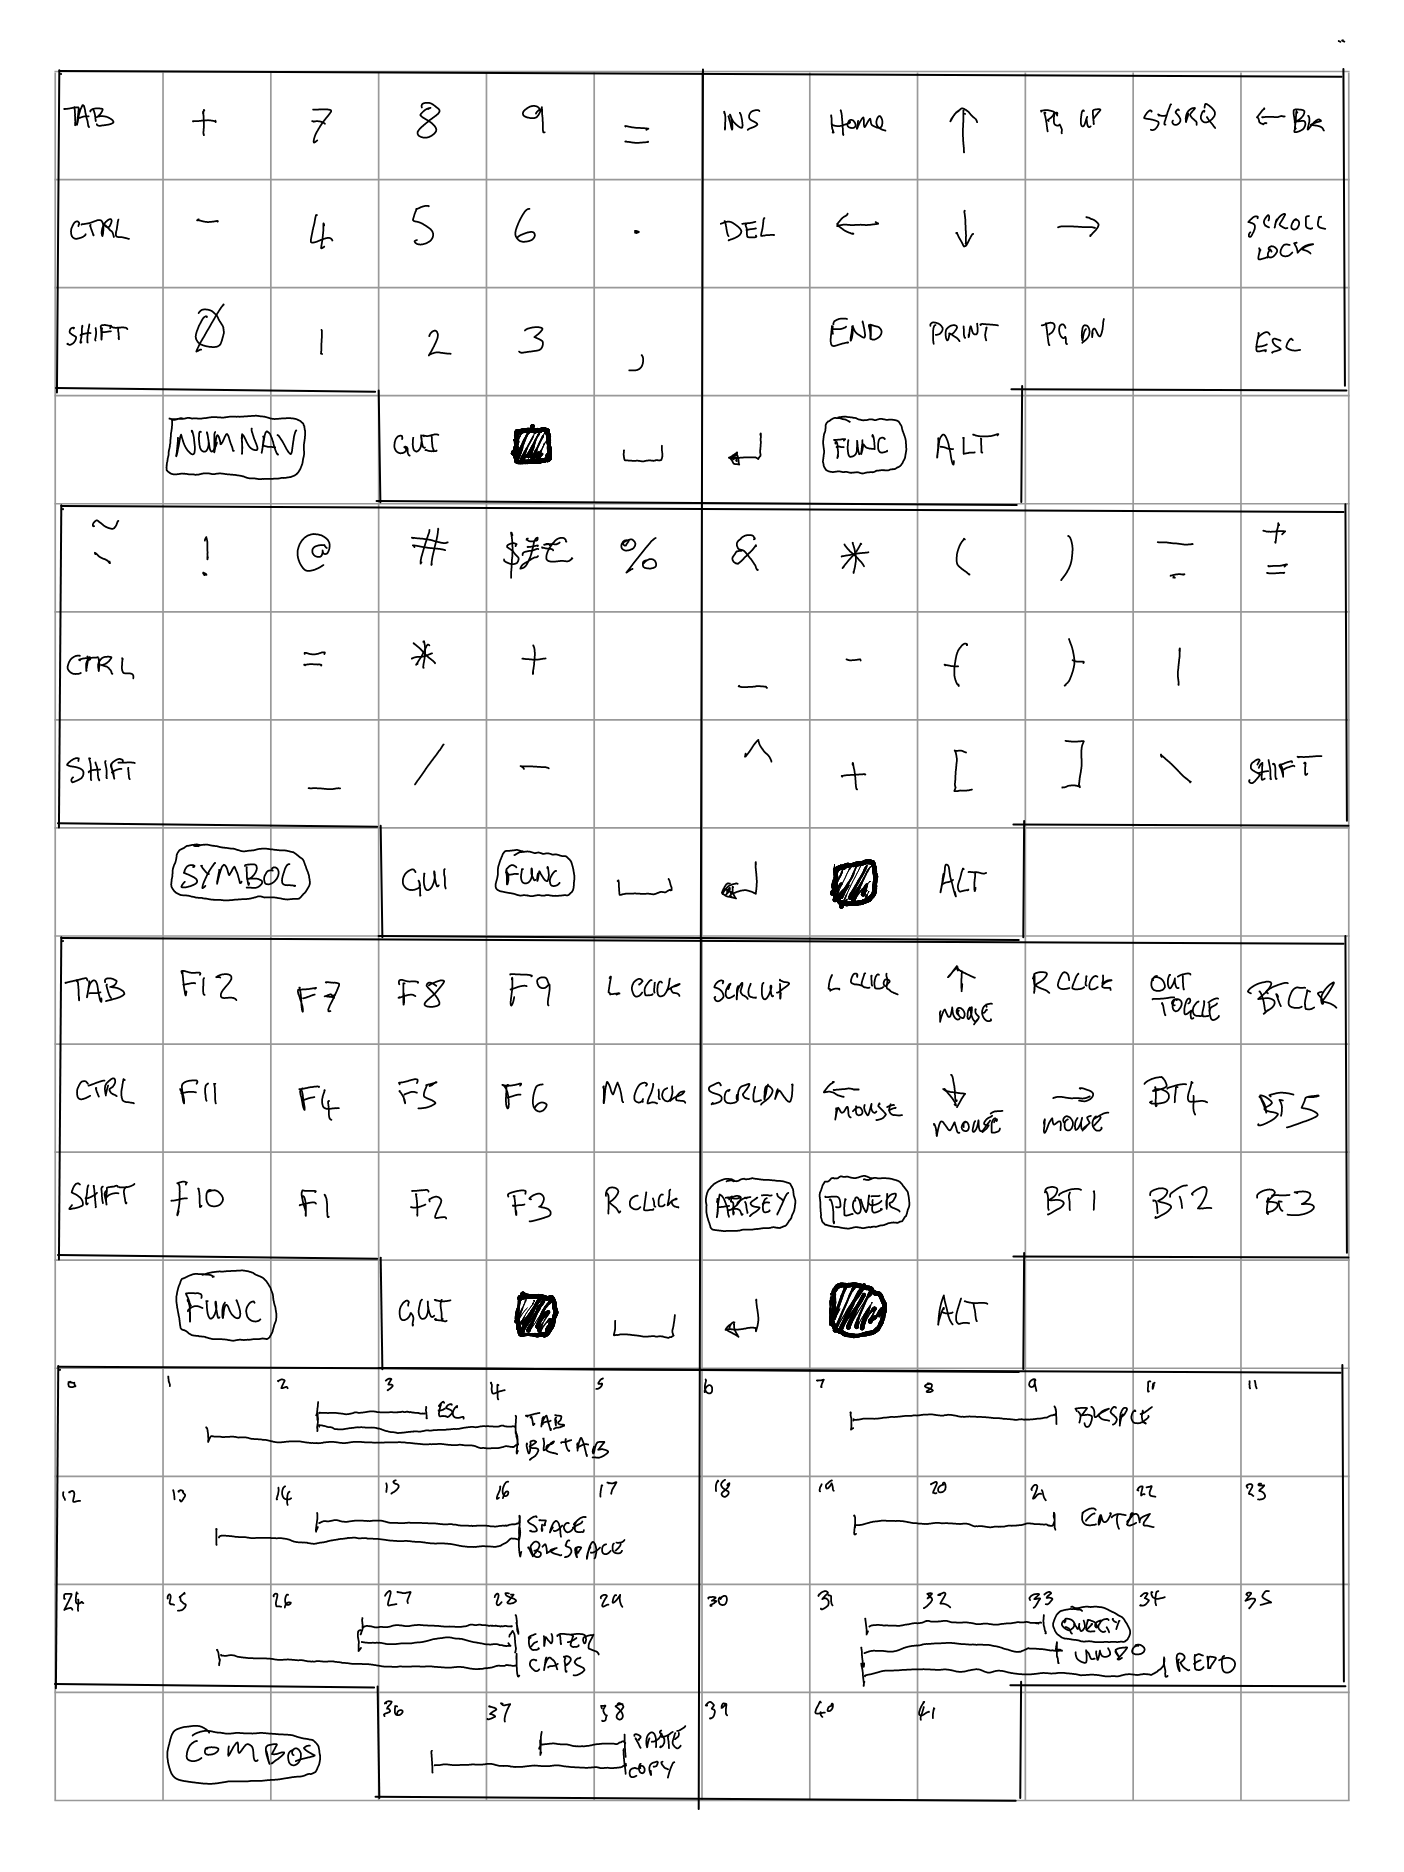 TAB + 7 8 9 = INS Home ↑ PG UP SYSRQ ← BK
CTRL - 4 5 6 . DEL ← ↓ → SCROLL
LOCK
SHIFT Ø 1 2 3 , END PRINT PG DN ESC
NUM NAV GUI ⎵ ↵ FUNC ALT
~ ! @ # $¥€ % & * ( ) _ +
` - =
CTRL = * + _ - { } |
SHIFT _ / - ^ + [ ] \ SHIFT
SYMBOL GUI FUNC ⎵ ↵ ALT
TAB F12 F7 F8 F9 L CLICK SCRLUP L CLICK ↑ R CLICK OUT BTCLR
MOUSE TOGGLE
CTRL F11 F4 F5 F6 M CLICK SCRLDN ← ↓ → BT4 BT5
MOUSE MOUSE MOUSE
SHIFT F10 F1 F2 F3 R CLICK ARTSEY PLOVER BT1 BT2 BT3
FUNC GUI ⎵ ↵ ALT
0 1 2 3 4 5 6 7 8 9 11 11
ESC
TAB BKSPCE
BKTAB
12 13 14 15 16 17 18 19 20 21 22 23
SPACE ENTER
BKSPACE
24 25 26 27 28 29 30 31 32 33 34 35
QWERTY
ENTER UNDO
CAPS REDO
36 37 38 39 40 41
COMBOS PASTE
COPY